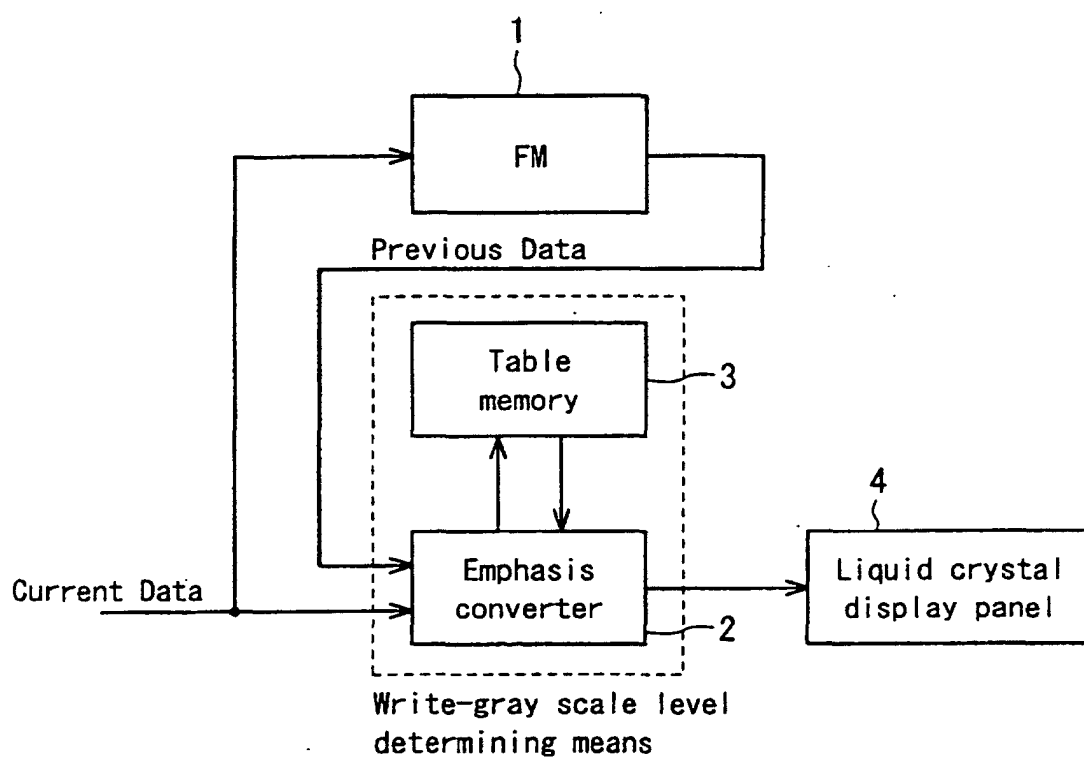 1
FM
Previous Data
Table
memory
3
4
Current Data
Emphasis
converter
2
Liquid crystal
display panel
Write-gray scale level
determining means